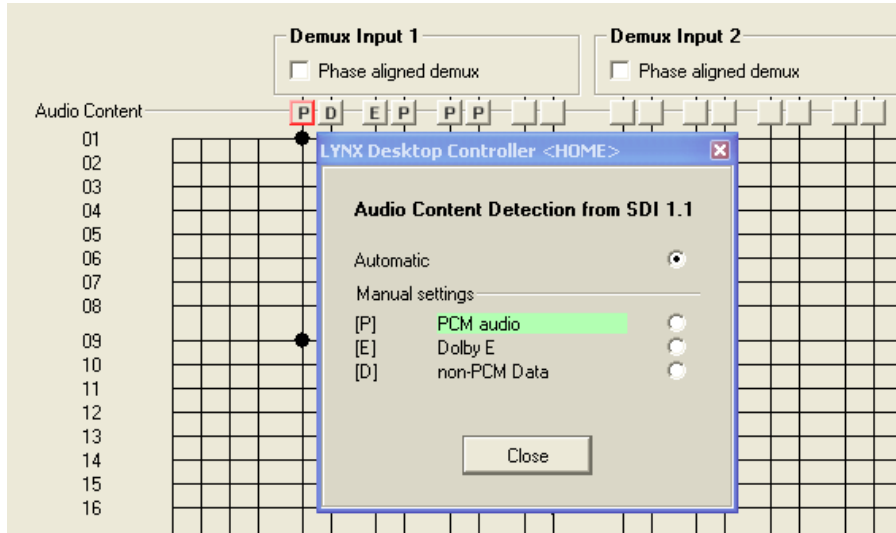 Demux Input 1 Demux Input 2
Phase aligned demux Phase aligned demux
Audio Content P D E P P P
01
LYNX Desktop Controller <HOME>
02
03
04
Audio Content Detection from SDI 1.1
05
06
Automatic
07
Manual settings
08
[P] PCM audio
09
[E] Dolby E
10
[D] non-PCM Data
11
12
13
14
Close
15
16